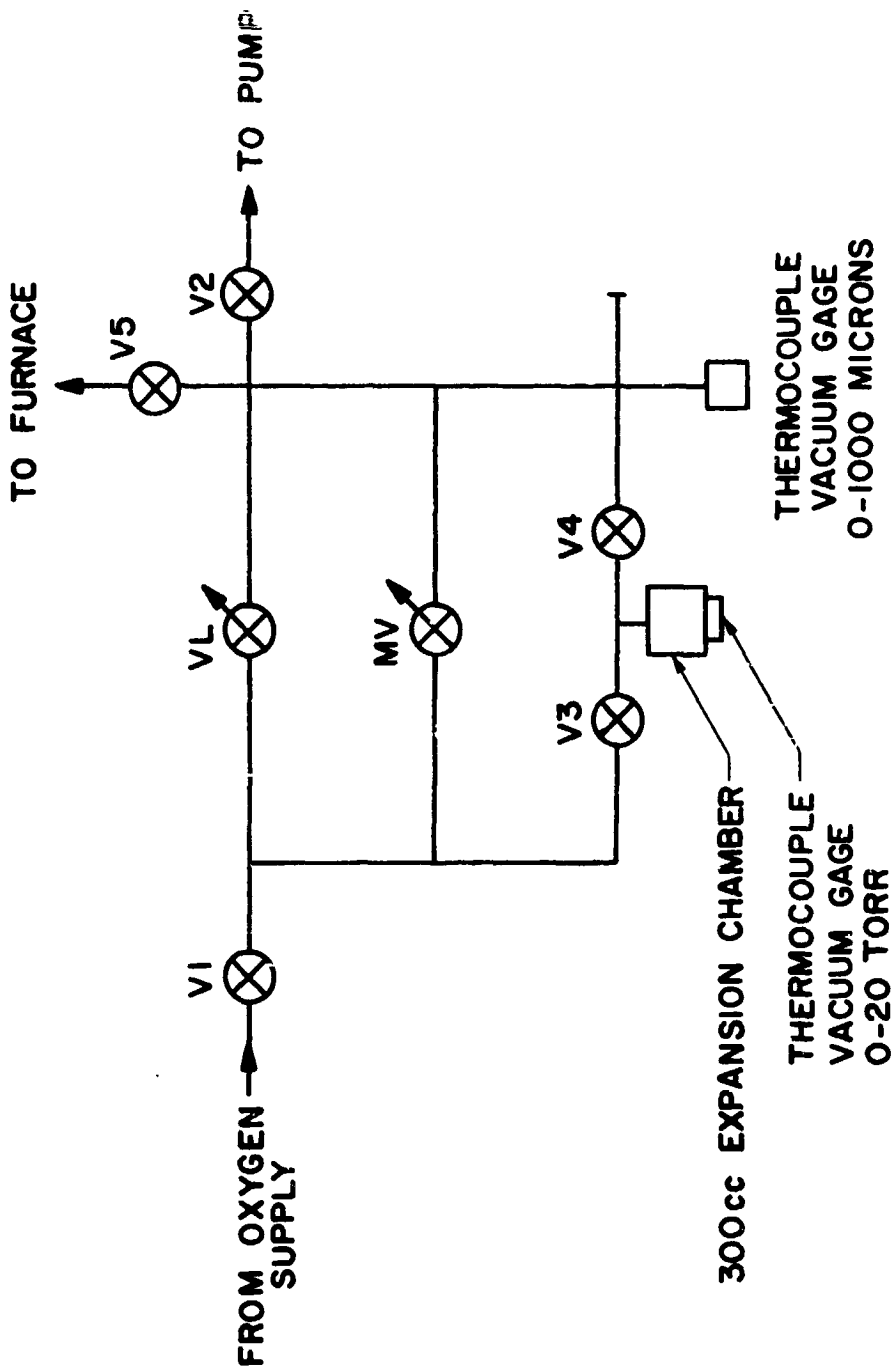 TO FURNACE
V5
V2
TO PUMP
VL
V1
FROM OXYGEN
SUPPLY
MV
V3
V4
300cc EXPANSION CHAMBER
THERMOCOUPLE
VACUUM GAGE
0-20 TORR
THERMOCOUPLE
VACUUM GAGE
0-1000 MICRONS